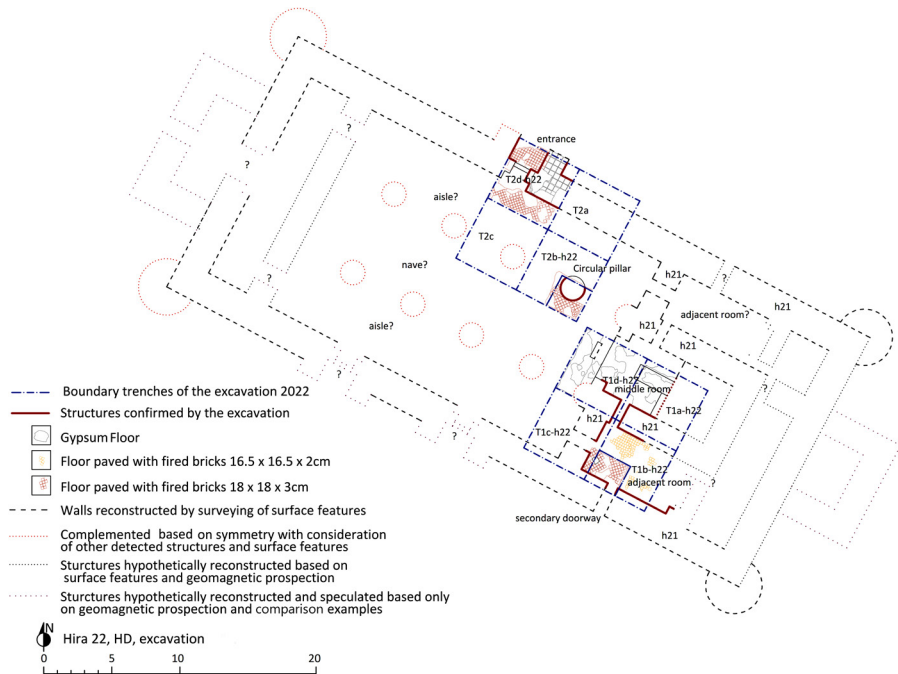 entrance
?
?
T2d-h22
aisle?
T2a
T2c
T2b-h22
nave?
Circular pillar
?
h21
?
h21
adjacent room?
h21
aisle?
h21
T1d-h22
middle room
?
?
T1a-h22
h21
h21
T1c-h22
?
T1b-h22
adjacent room
?
secondary doorway
h21
Boundary trenches of the excavation 2022
Structures confirmed by the excavation
Gypsum Floor
Floor paved with fired bricks 16.5 x 16.5 x 2cm
Floor paved with fired bricks 18 x 18 x 3cm
Walls reconstructed by surveying of surface features
Complemented based on symmetry with consideration
of other detected structures and surface features
Sturctures hypothetically reconstructed based on
surface features and geomagnetic prospection
Sturctures hypothetically reconstructed and speculated based only
on geomagnetic prospection and comparison examples
N
Hira 22, HD, excavation
0 5 10 20